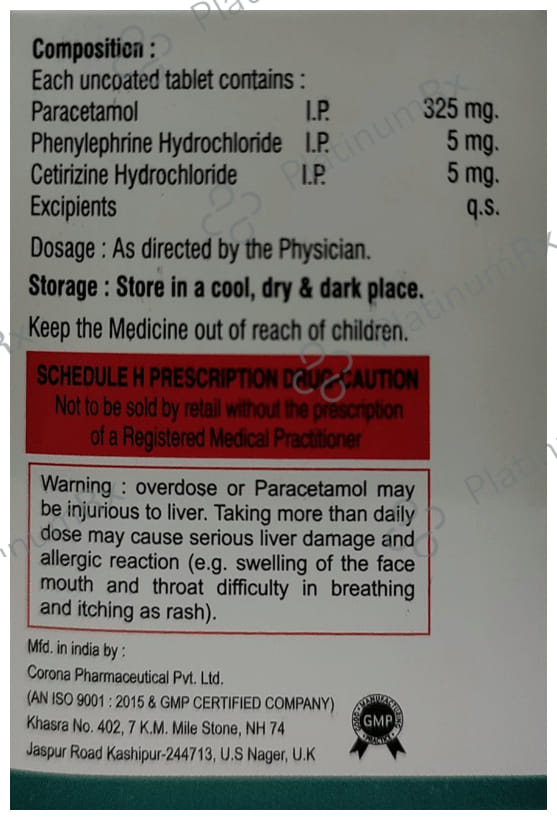 Composition :
Each uncoated tablet contains :
Paracetamol I.P. 325 mg.
Phenylephrine Hydrochloride I.P. 5 mg.
Cetirizine Hydrochloride I.P. 5 mg.
Excipients q.s.
Dosage : As directed by the Physician.
Storage : Store in a cool, dry & dark place.
Keep the Medicine out of reach of children.
SCHEDULE H PRESCRIPTION DRUG-CAUTION
Not to be sold by retail without the prescription
of a Registered Medical Practitioner
Warning : overdose or Paracetamol may
be injurious to liver. Taking more than daily
dose may cause serious liver damage and
allergic reaction (e.g. swelling of the face
mouth and throat difficulty in breathing
and itching as rash).
Mfd. in india by :
Corona Pharmaceutical Pvt. Ltd.
(AN ISO 9001 : 2015 & GMP CERTIFIED COMPANY)
Khasra No. 402, 7 K.M. Mile Stone, NH 74
Jaspur Road Kashipur-244713, U.S Nager, U.K
GOOD MANUFACTURING
GMP
PRACTICE
PlatinumRx
PlatinumRx